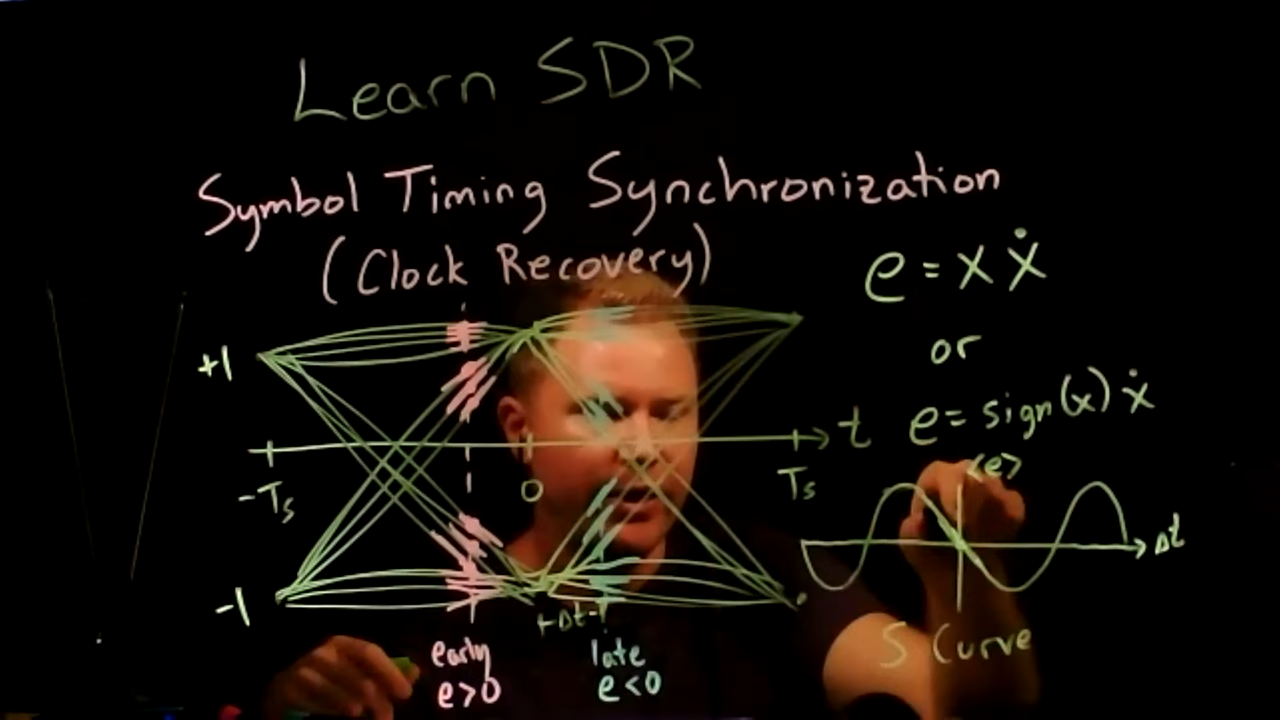 Learn SDR
Symbol Timing Synchronization
(Clock Recovery)
e = x ẋ
or
e = sign(x) ẋ
+1
t
-Ts
0
Ts
-1
<e>
Δt
S Curve
Δt
early
e>0
late
e<0